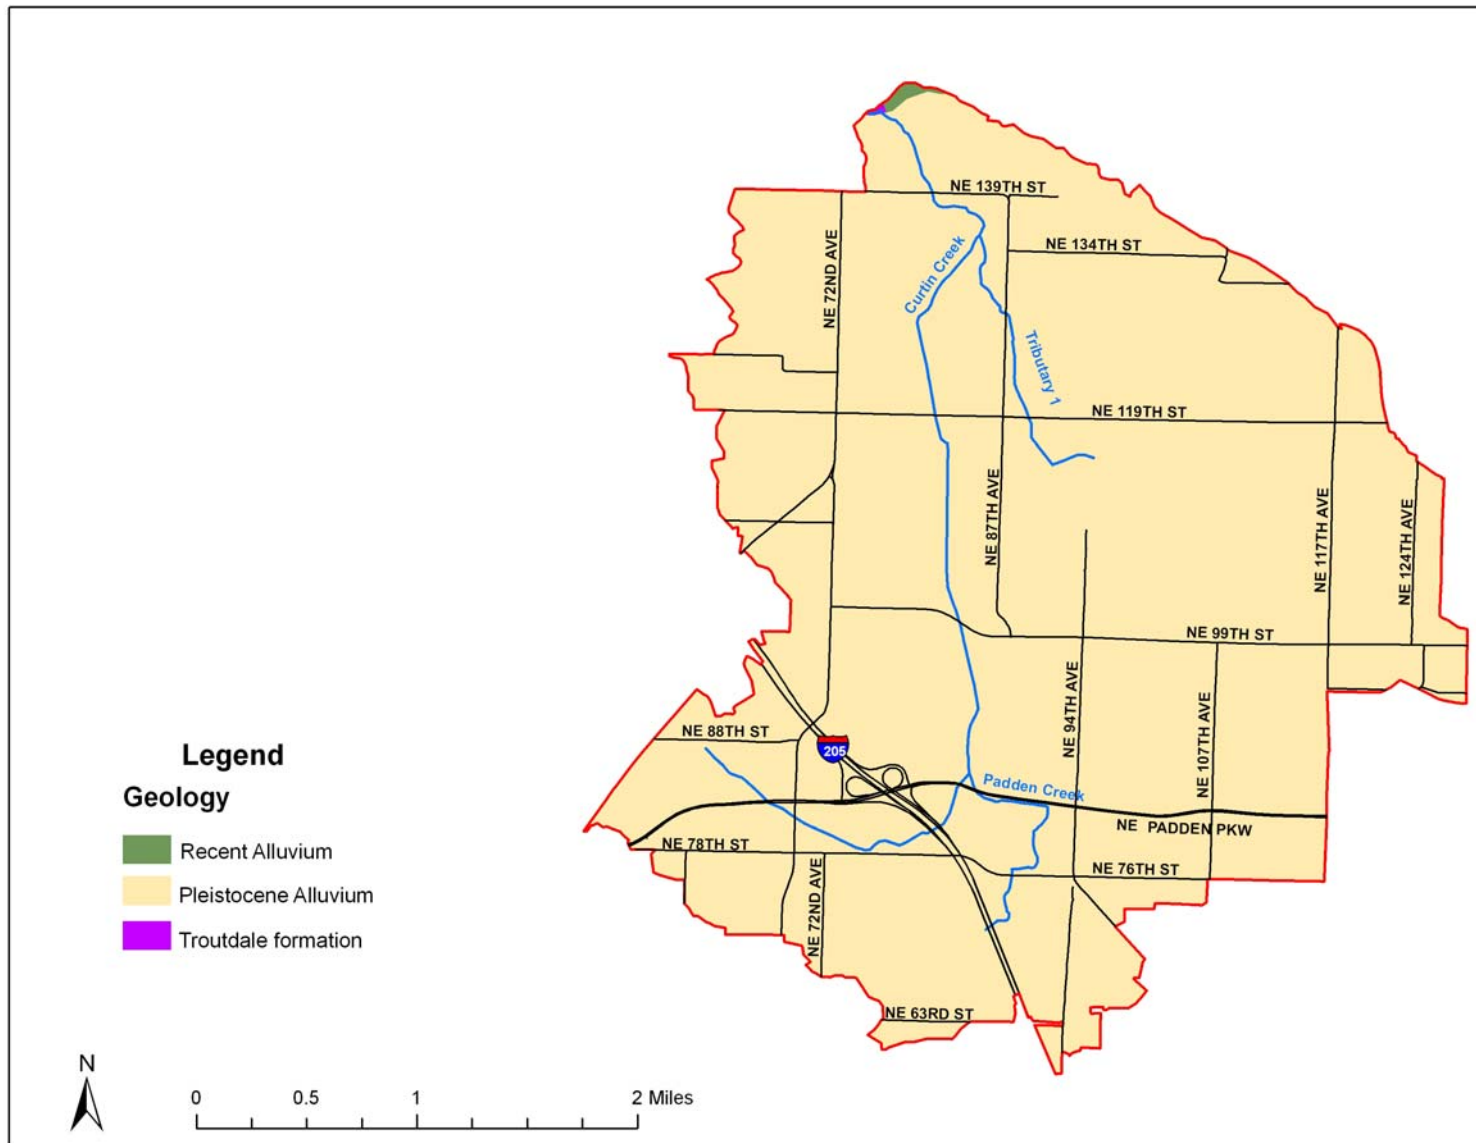 NE 139TH ST
NE 134TH ST
NE 72ND AVE
Curtin Creek
Tributary 1
NE 119TH ST
NE 87TH AVE
NE 117TH AVE
NE 124TH AVE
NE 99TH ST
NE 94TH AVE
NE 107TH AVE
NE 88TH ST
205
Padden Creek
NE PADDEN PKW
NE 78TH ST
NE 76TH ST
NE 72ND AVE
NE 63RD ST
Legend
Geology
Recent Alluvium
Pleistocene Alluvium
Troutdale formation
N
0 0.5 1 2 Miles